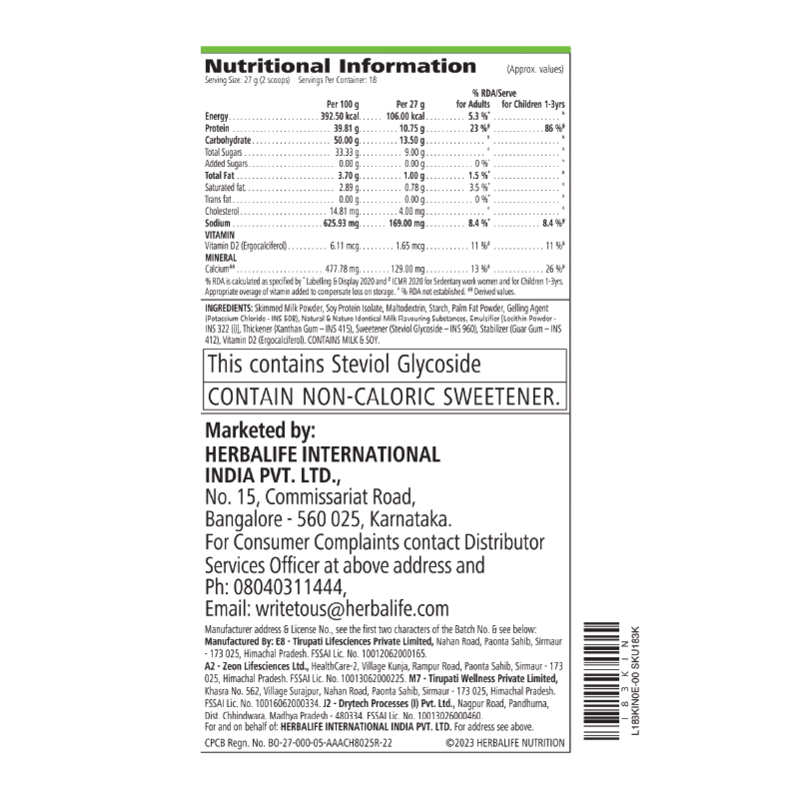 Nutritional Information (Approx. values)
Serving Size: 27 g (2 scoops) Servings Per Container: 18
% RDA/Serve
Per 100 g Per 27 g for Adults for Children 1-3yrs
Energy 392.50 kcal 106.00 kcal 5.3 %* ^
Protein 39.81 g 10.75 g 23 %# 86 %#
Carbohydrate 50.00 g 13.50 g
Total Sugars 33.33 g 9.00 g
Added Sugars 0.00 g 0.00 g 0 %*
Total Fat 3.70 g 1.00 g 1.5 %*
Saturated fat 2.89 g 0.78 g 3.5 %*
Trans fat 0.00 g 0.00 g 0 %*
Cholesterol 14.81 mg 4.00 mg
Sodium 625.93 mg 169.00 mg 8.4 %* 8.4 %#
VITAMIN
Vitamin D2 (Ergocalciferol) 6.11 mcg 1.65 mcg 11 %# 11 %#
MINERAL
Calcium## 477.78 mg 129.00 mg 13 %# 26 %#
% RDA is calculated as specified by * Labelling & Display 2020 and # ICMR 2020 for Sedentary work women and for Children 1-3yrs.
Appropriate overage of vitamin added to compensate loss on storage. % RDA not established. ## Derived values.
INGREDIENTS: Skimmed Milk Powder, Soy Protein Isolate, Maltodextrin, Starch, Palm Fat Powder, Gelling Agent
(Potassium Chloride - INS 508), Natural & Nature Identical Milk Flavouring Substances, Emulsifier [Lecithin Powder -
INS 322 (i)], Thickener (Xanthan Gum – INS 415), Sweetener (Steviol Glycoside – INS 960), Stabilizer (Guar Gum – INS
412), Vitamin D2 (Ergocalciferol). CONTAINS MILK & SOY.
This contains Steviol Glycoside
CONTAIN NON-CALORIC SWEETENER.
Marketed by:
HERBALIFE INTERNATIONAL
INDIA PVT. LTD.,
No. 15, Commissariat Road,
Bangalore - 560 025, Karnataka.
For Consumer Complaints contact Distributor
Services Officer at above address and
Ph: 08040311444,
Email: writetous@herbalife.com
Manufacturer address & License No., see the first two characters of the Batch No. & see below:
Manufactured By: E8 - Tirupati Lifesciences Private Limited, Nahan Road, Paonta Sahib, Sirmaur
- 173 025, Himachal Pradesh. FSSAI Lic. No. 10012062000165.
A2 - Zeon Lifesciences Ltd., HealthCare-2, Village Kunja, Rampur Road, Paonta Sahib, Sirmaur - 173
025, Himachal Pradesh. FSSAI Lic. No. 10013062000225. M7 - Tirupati Wellness Private Limited,
Khasra No. 562, Village Surajpur, Nahan Road, Paonta Sahib, Sirmaur - 173 025, Himachal Pradesh.
FSSAI Lic. No. 10016062000334. J2 - Drytech Processes (I) Pvt. Ltd., Nagpur Road, Pandhurna,
Dist. Chhindwara, Madhya Pradesh - 480334. FSSAI Lic. No. 10013026000460.
For and on behalf of: HERBALIFE INTERNATIONAL INDIA PVT. LTD. For address see above.
CPCB Regn. No. BO-27-000-05-AAACH8025R-22 ©2023 HERBALIFE NUTRITION
I 8 3 K I N
L183KIN0E-00 SKU183K